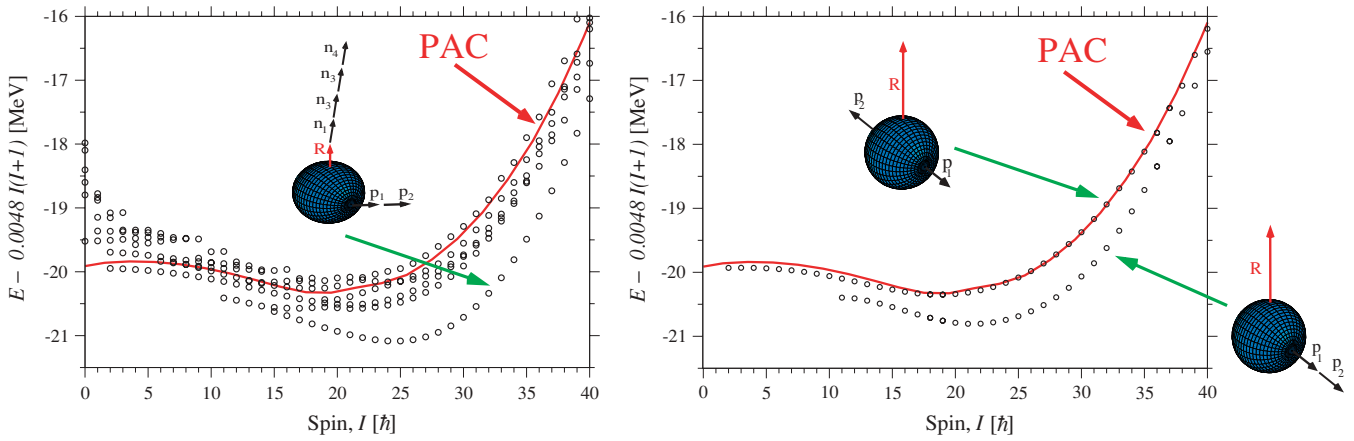 E – 0.0048 I(I+1) [MeV]
-16
-17
-18
-19
-20
-21
0
5
10
15
20
25
30
35
40
Spin, I [ħ]
PAC
n4
n3
n3
n1
R
p1
p2
E – 0.0048 I(I+1) [MeV]
-16
-17
-18
-19
-20
-21
0
5
10
15
20
25
30
35
40
Spin, I [ħ]
PAC
R
p2
p1
R
p1
p2